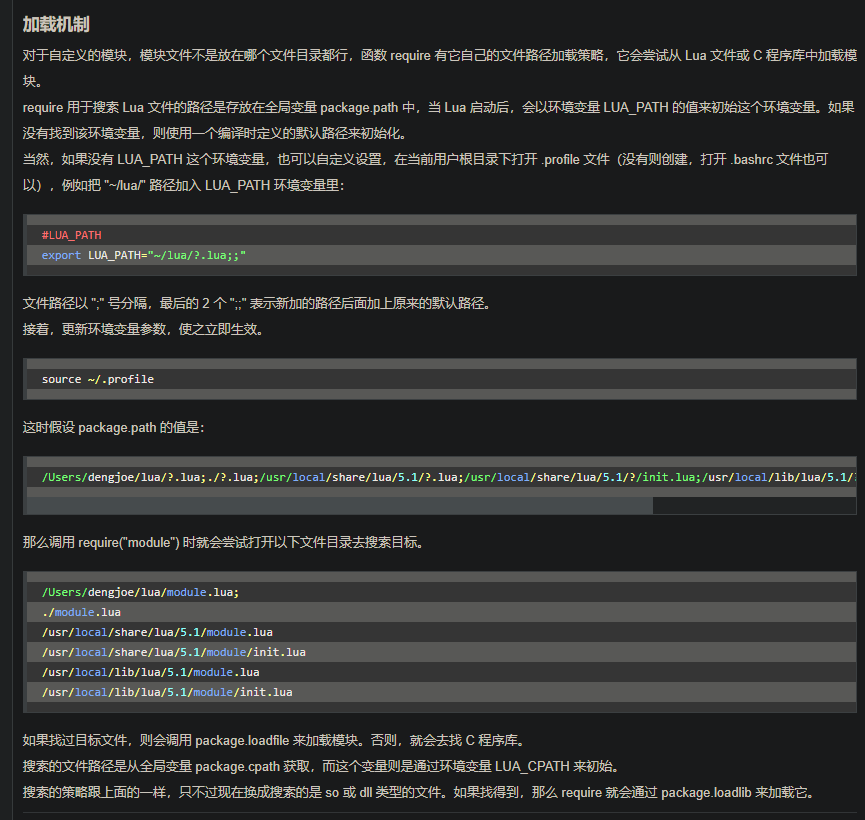 加载机制
对于自定义的模块，模块文件不是放在哪个文件目录都行，函数 require 有它自己的文件路径加载策略，它会尝试从 Lua 文件或 C 程序库中加载模
块。
require 用于搜索 Lua 文件的路径是存放在全局变量 package.path 中，当 Lua 启动后，会以环境变量 LUA_PATH 的值来初始这个环境变量。如果
没有找到该环境变量，则使用一个编译时定义的默认路径来初始化。
当然，如果没有 LUA_PATH 这个环境变量，也可以自定义设置，在当前用户根目录下打开 .profile 文件（没有则创建，打开 .bashrc 文件也可
以），例如把 "~/lua/" 路径加入 LUA_PATH 环境变量里：
#LUA_PATH
export LUA_PATH="~/lua/?.lua;;"
文件路径以 ";" 号分隔，最后的 2 个 ";;" 表示新加的路径后面加上原来的默认路径。
接着，更新环境变量参数，使之立即生效。
source ~/.profile
这时假设 package.path 的值是：
/Users/dengjoe/lua/?.lua;./?.lua;/usr/local/share/lua/5.1/?.lua;/usr/local/share/lua/5.1/?/init.lua;/usr/local/lib/lua/5.1/
那么调用 require("module") 时就会尝试打开以下文件目录去搜索目标。
/Users/dengjoe/lua/module.lua;
./module.lua
/usr/local/share/lua/5.1/module.lua
/usr/local/share/lua/5.1/module/init.lua
/usr/local/lib/lua/5.1/module.lua
/usr/local/lib/lua/5.1/module/init.lua
如果找过目标文件，则会调用 package.loadfile 来加载模块。否则，就会去找 C 程序库。
搜索的文件路径是从全局变量 package.cpath 获取，而这个变量则是通过环境变量 LUA_CPATH 来初始。
搜索的策略跟上面的一样，只不过现在换成搜索的是 so 或 dll 类型的文件。如果找得到，那么 require 就会通过 package.loadlib 来加载它。